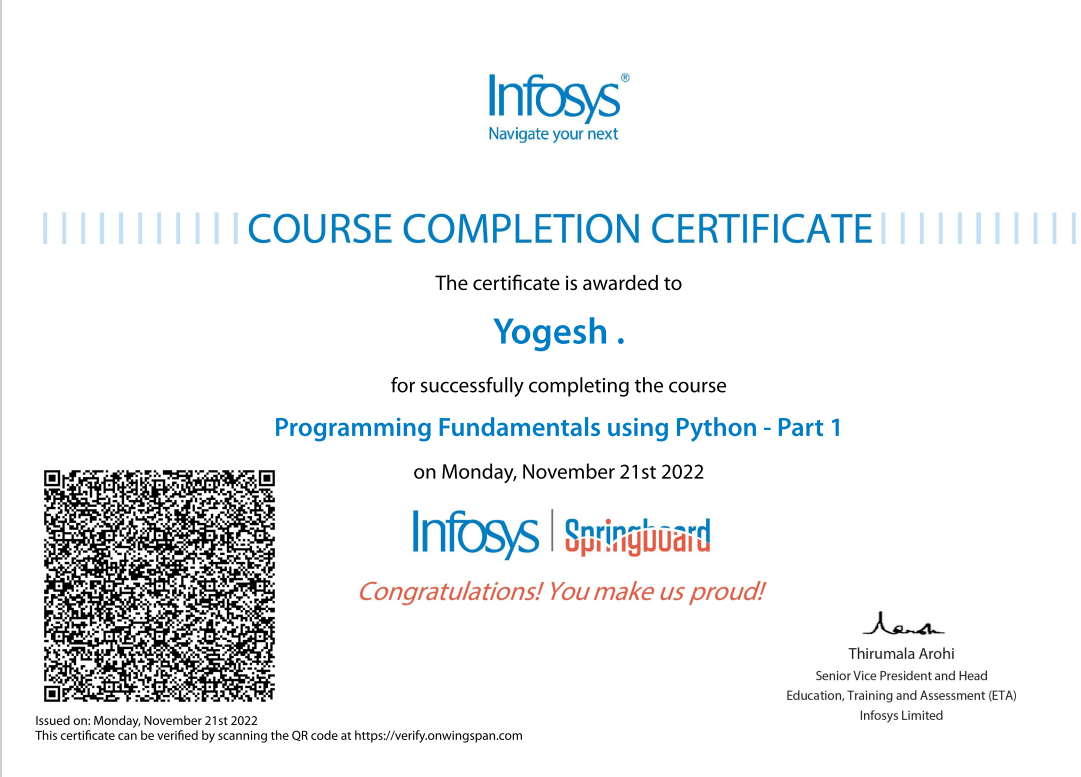 Infosys®
Navigate your next
COURSE COMPLETION CERTIFICATE
The certificate is awarded to
Yogesh .
for successfully completing the course
Programming Fundamentals using Python - Part 1
on Monday, November 21st 2022
Infosys | Springboard
Congratulations! You make us proud!
Thirumala Arohi
Senior Vice President and Head
Education, Training and Assessment (ETA)
Infosys Limited
Issued on: Monday, November 21st 2022
This certificate can be verified by scanning the QR code at https://verify.onwingspan.com